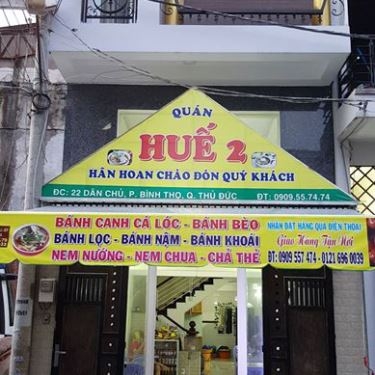 QUÁN
HUẾ 2
HÂN HOAN CHÀO ĐÓN QUÝ KHÁCH
ĐC: 22 DÂN CHỦ, P. BÌNH THỌ, Q. THỦ ĐỨC ĐT: 0909.55.74.74
BÁNH CANH CÁ LÓC - BÁNH BÈO
BÁNH LỌC - BÁNH NẬM - BÁNH KHOÁI
NEM NƯỚNG - NEM CHUA - CHẢ THẺ
NHẬN ĐẶT HÀNG QUA ĐIỆN THOẠI
Giao Hàng Tận Nơi
ĐT: 0909 557 474 - 0121 696 0039